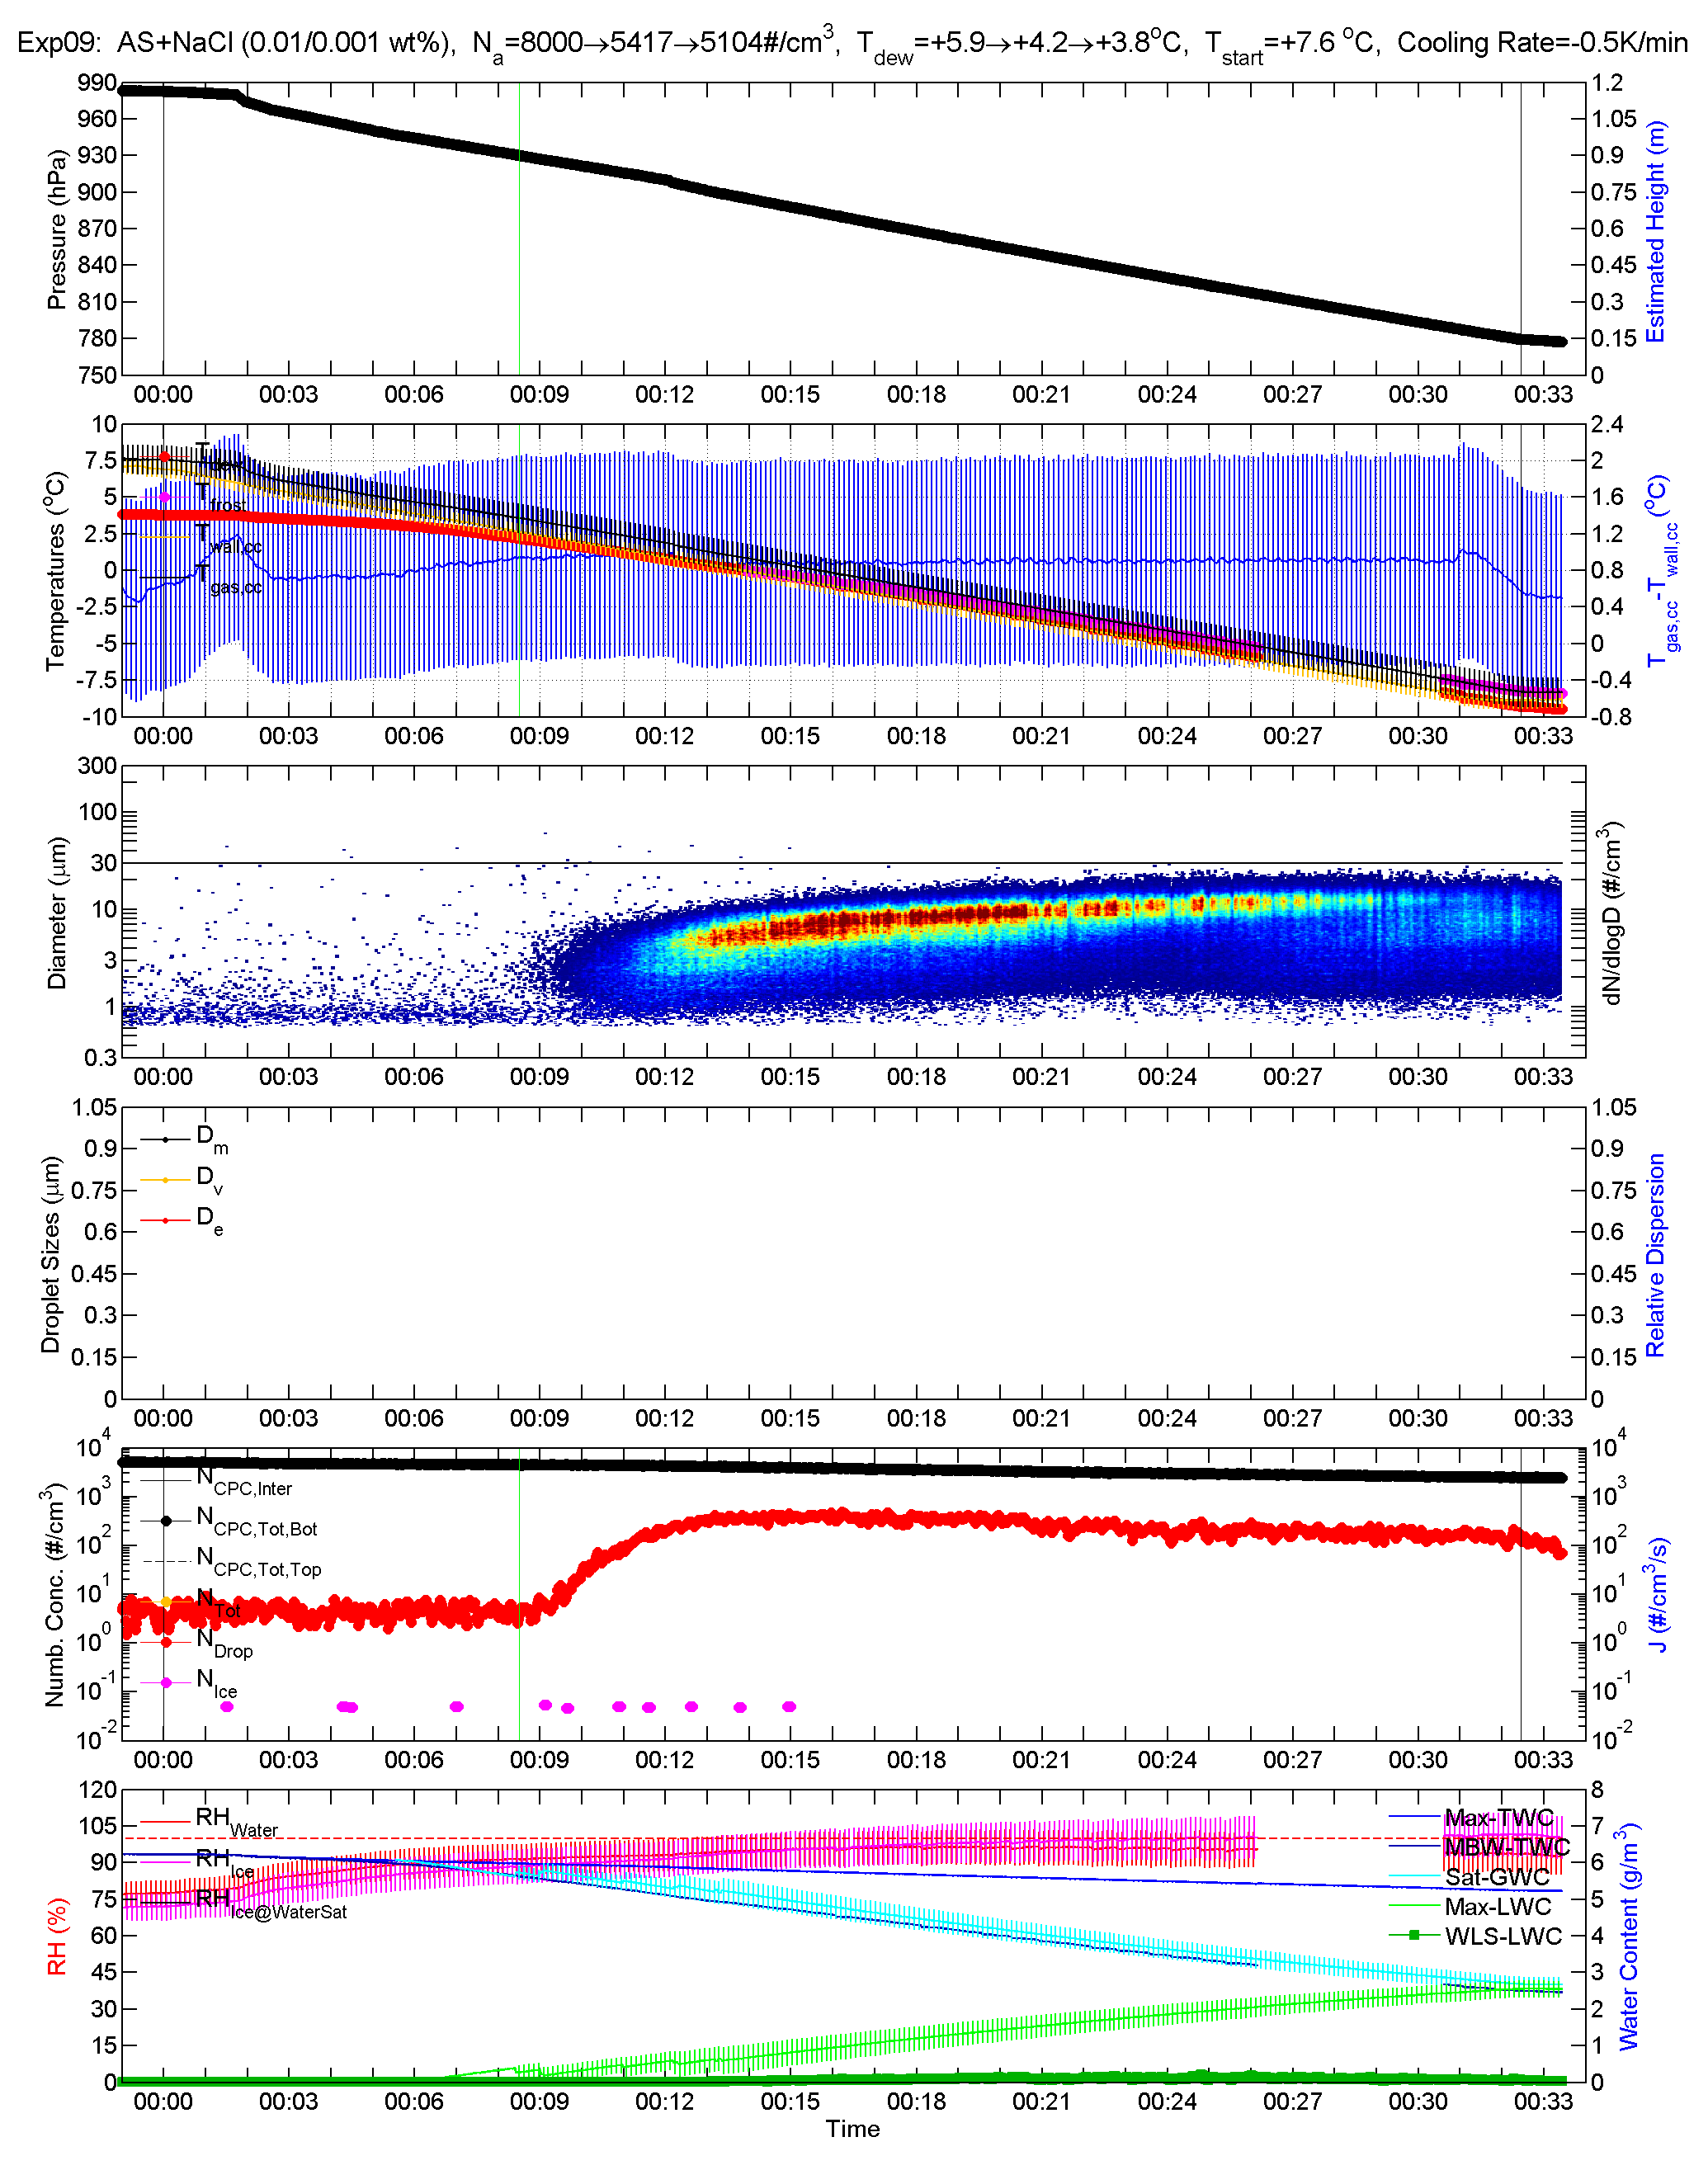 Exp09: AS+NaCl (0.01/0.001 wt%), Na=8000→5417→5104#/cm3, Tdew=+5.9→+4.2→+3.8oC, Tstart=+7.6 oC, Cooling Rate=-0.5K/min
Pressure (hPa)
990
960
930
900
870
840
810
780
750
1.2
1.05
0.9
0.75
0.6
0.45
0.3
0.15
0
Estimated Height (m)
00:00 00:03 00:06 00:09 00:12 00:15 00:18 00:21 00:24 00:27 00:30 00:33
Temperatures (oC)
10
7.5
5
2.5
0
-2.5
-5
-7.5
-10
Tfrost
Twall,cc
Tgas,cc
2.4
2
1.6
1.2
0.8
0.4
0
-0.4
-0.8
Tgas,cc-Twall,cc (oC)
00:00 00:03 00:06 00:09 00:12 00:15 00:18 00:21 00:24 00:27 00:30 00:33
Diameter (μm)
300
100
30
10
3
1
0.3
dN/dlogD (#/cm3)
00:00 00:03 00:06 00:09 00:12 00:15 00:18 00:21 00:24 00:27 00:30 00:33
Droplet Sizes (μm)
1.05
0.9
0.75
0.6
0.45
0.3
0.15
0
Dm
Dv
De
1.05
0.9
0.75
0.6
0.45
0.3
0.15
0
Relative Dispersion
00:00 00:03 00:06 00:09 00:12 00:15 00:18 00:21 00:24 00:27 00:30 00:33
Numb. Conc. (#/cm3)
104
103
102
101
100
10-1
10-2
NCPC,Inter
NCPC,Tot,Bot
NCPC,Tot,Top
NTot
NDrop
NIce
104
103
102
101
100
10-1
10-2
J (#/cm3/s)
00:00 00:03 00:06 00:09 00:12 00:15 00:18 00:21 00:24 00:27 00:30 00:33
RH (%)
120
105
90
75
60
45
30
15
0
RHWater
RHIce
RHIce@WaterSat
Max-TWC
MBW-TWC
Sat-GWC
Max-LWC
WLS-LWC
8
7
6
5
4
3
2
1
0
Water Content (g/m3)
00:00 00:03 00:06 00:09 00:12 00:15 00:18 00:21 00:24 00:27 00:30 00:33
Time